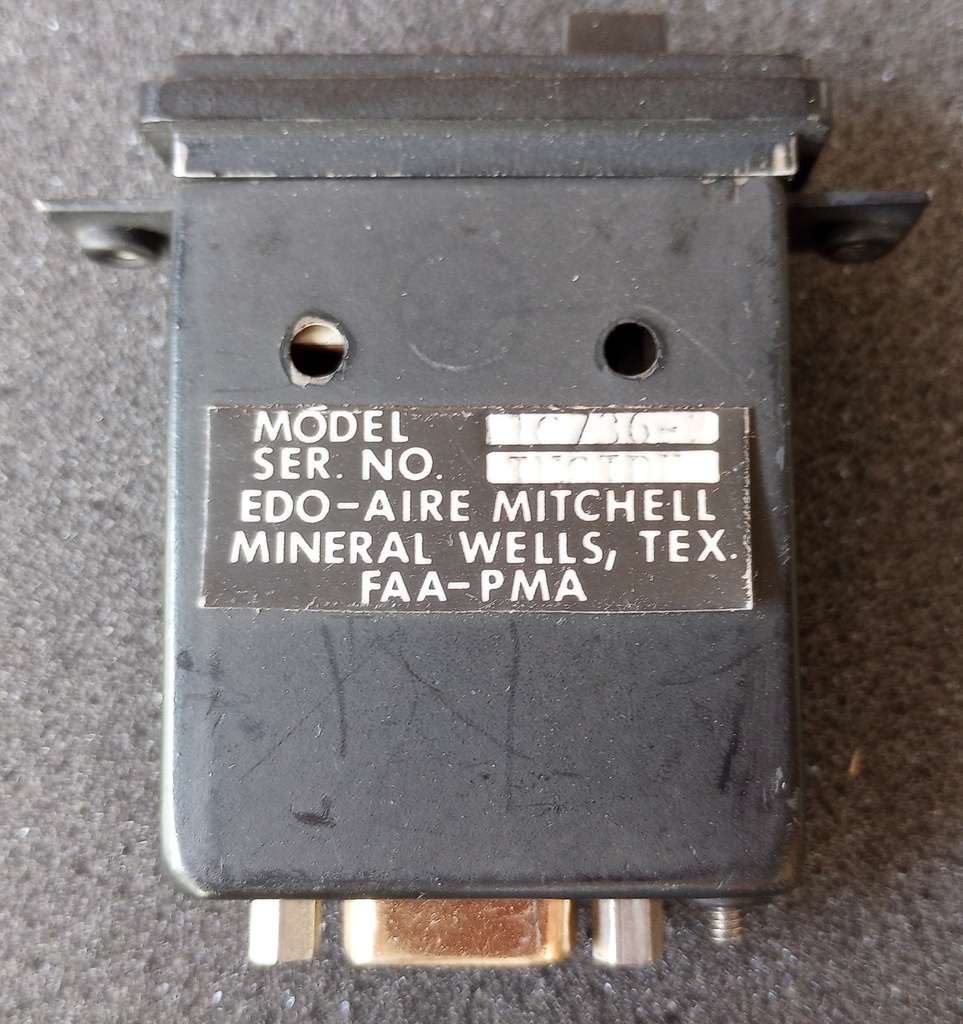 MODEL
SER. NO.
EDO-AIRE MITCHELL
MINERAL WELLS, TEX.
FAA-PMA